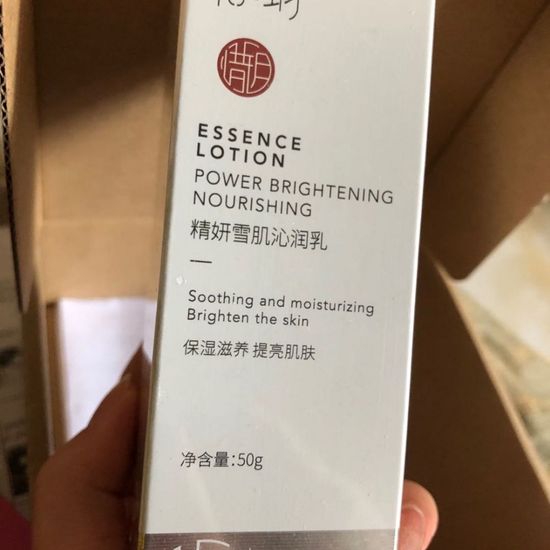 ESSENCE
LOTION
POWER BRIGHTENING
NOURISHING
精妍雪肌沁润乳
Soothing and moisturizing
Brighten the skin
保湿滋养 提亮肌肤
净含量:50g